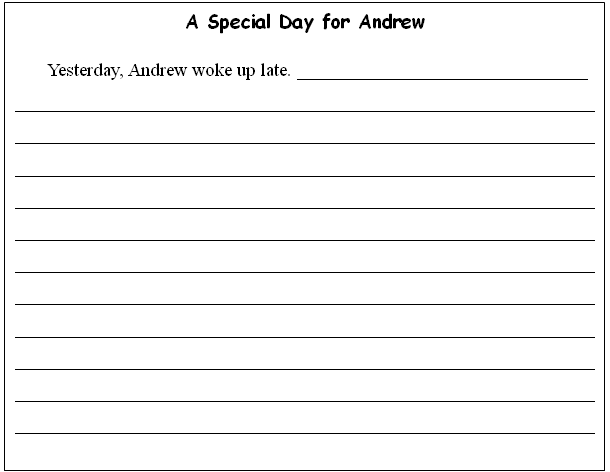 A Special Day for Andrew
Yesterday, Andrew woke up late.